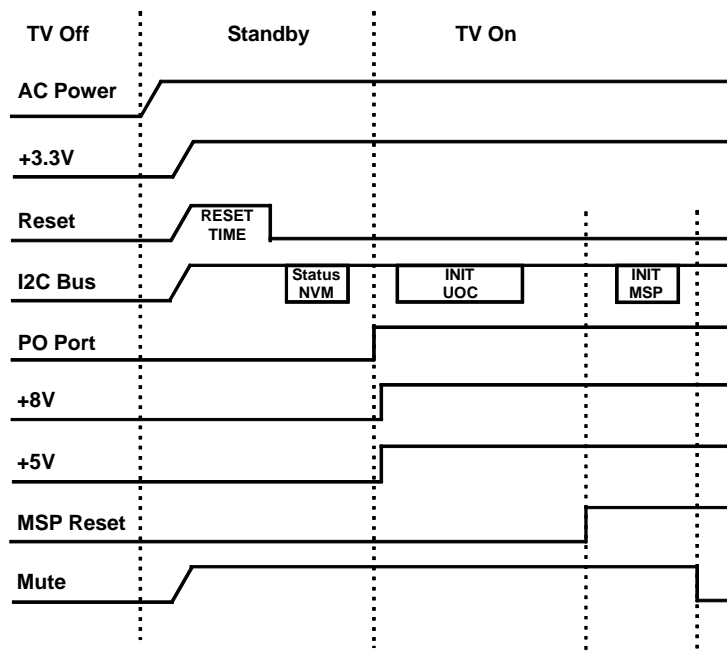 TV Off
Standby
TV On
AC Power
+3.3V
Reset
RESET
TIME
I2C Bus
Status
NVM
INIT
UOC
INIT
MSP
PO Port
+8V
+5V
MSP Reset
Mute